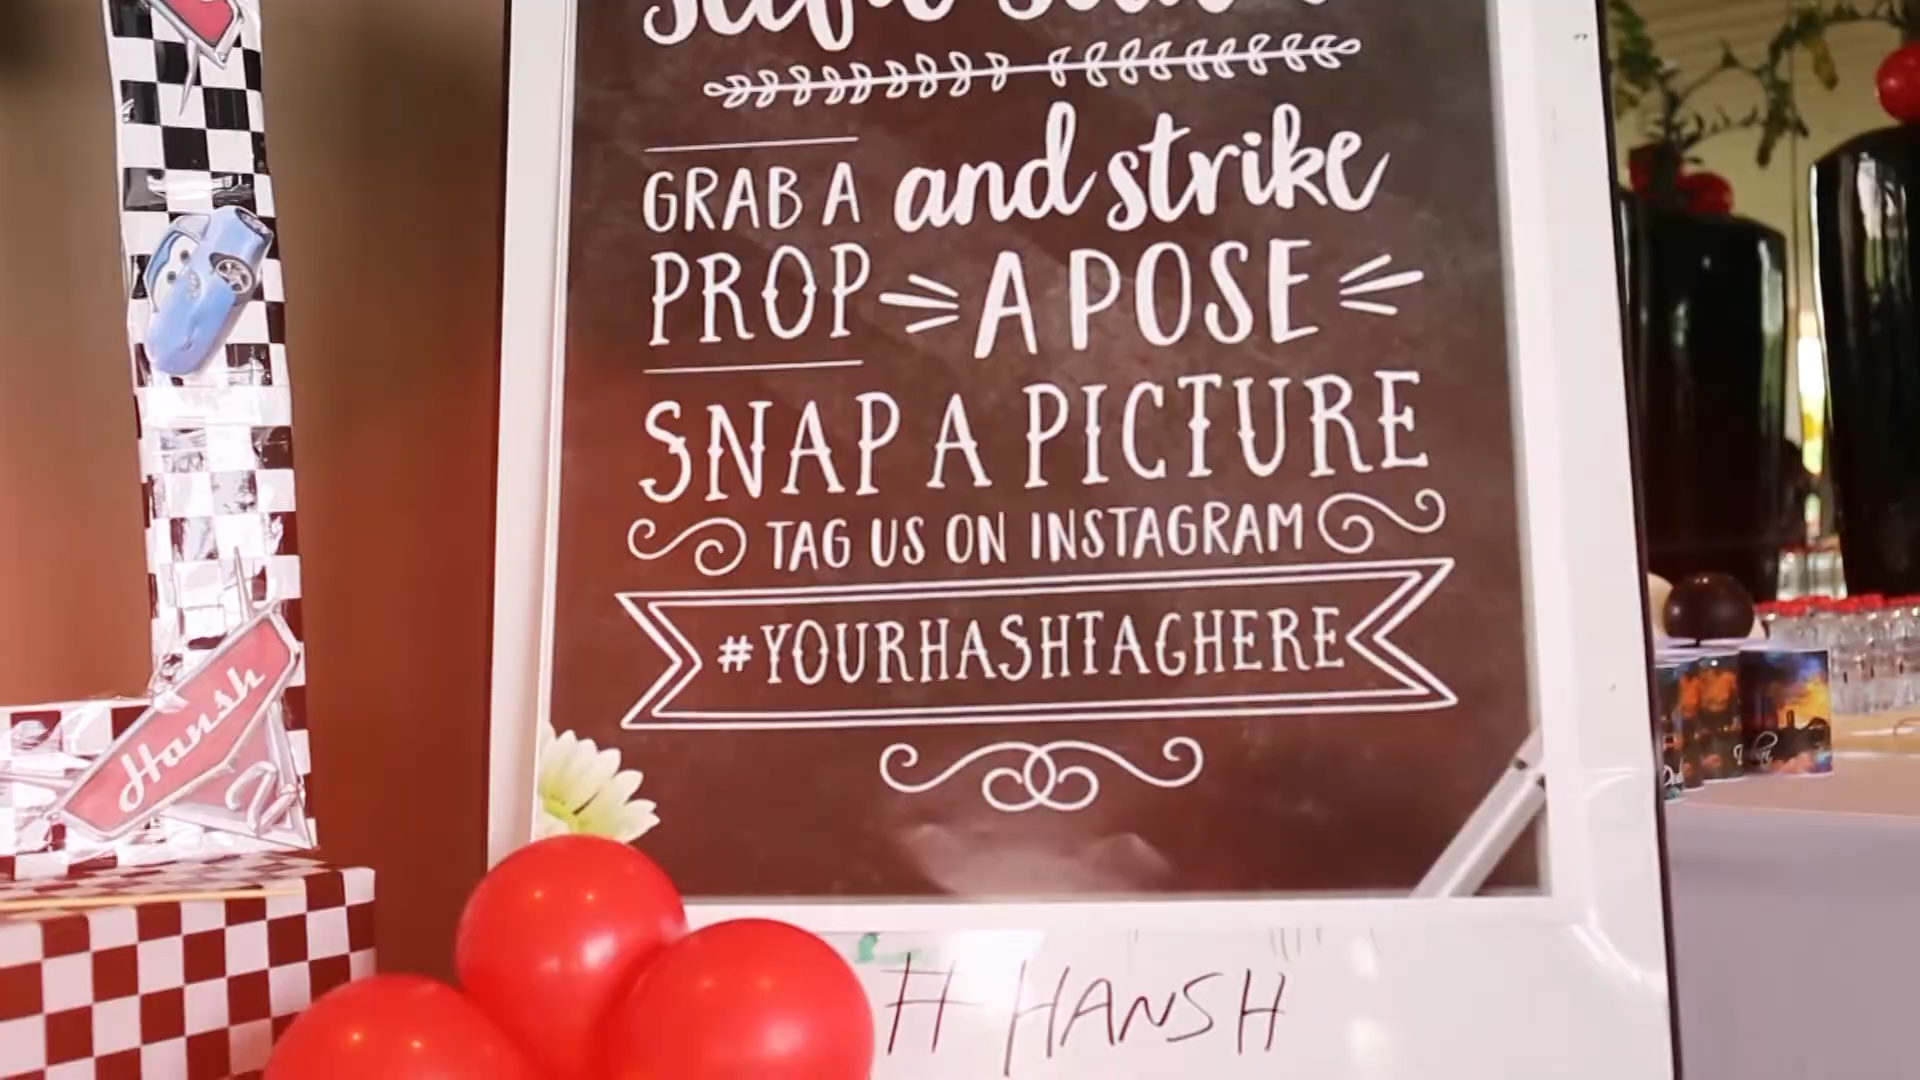 GRAB A and strike
PROP A POSE
SNAP A PICTURE
TAG US ON INSTAGRAM
#YOURHASHTAGHERE
# HANSH
Hansh